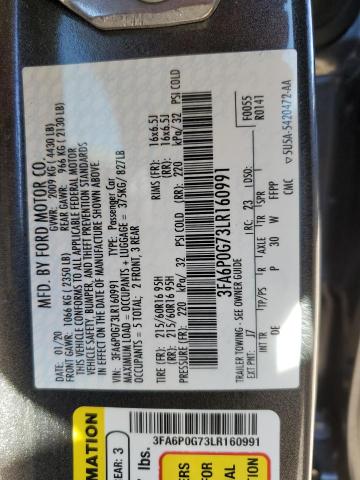 MFD. BY FORD MOTOR CO.
01/20 GVWR: 2009 KG (4430 LB)
FRONT GAWR: 1066 KG (2350 LB) REAR GAWR: 966 KG (2130 LB)
THIS VEHICLE CONFORMS TO ALL APPLICABLE FEDERAL MOTOR
VEHICLE SAFETY, BUMPER, AND THEFT PREVENTION STANDARDS
IN EFFECT ON THE DATE OF MANUFACTURE SHOWN ABOVE.
VIN: 3FA6P0G73LR160991 TYPE: Passenger Car
MAXIMUM LOAD = OCCUPANTS + LUGGAGE = 375KG/ 827LB
OCCUPANTS = 5 TOTAL: 2 FRONT, 3 REAR
TIRE (FR): 215/60R16 95H RIMS (FR): 16x6.5J
(RR): 215/60R16 95H (RR): 16x6.5J
PRESSURE (FR): 220 kPa/ 32 PSI COLD (RR): 220 kPa/ 32 PSI COLD
3FA6P0G73LR160991
TRAILER TOWING - SEE OWNER GUIDE
F0055
R0141
EXT PNT: J7 RC: 23 DSO:
INT TR TP/PS R AXLE TR SPR
DE P 30 W FFPP
CMC 5U5A-5420472-AA
3FA6P0G73LR160991
MATION
EAR: 3
lbs.